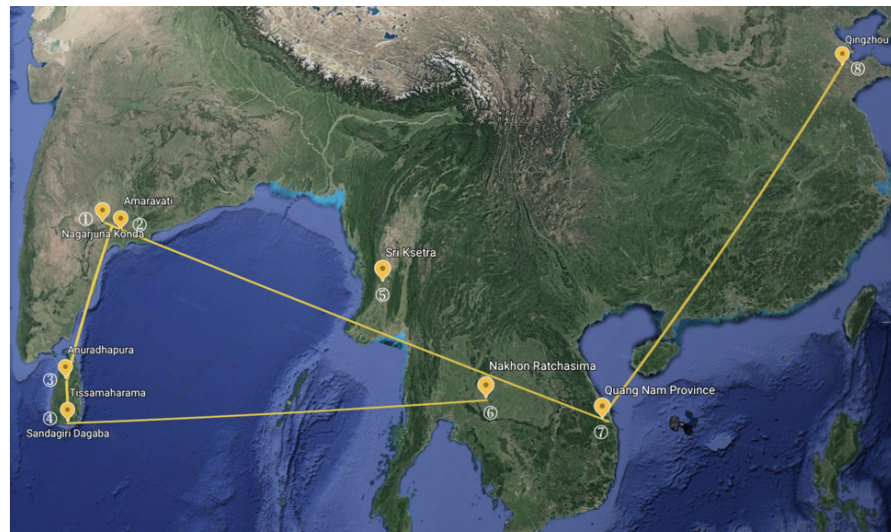 Qingzhou
⑧
Amaravati
①
②
Nagarjuna Konda
Sri Ksetra
⑤
Anuradhapura
③
Nakhon Ratchasima
Tissamaharama
Quang Nam Province
④
⑥
Sandagiri Dagaba
⑦